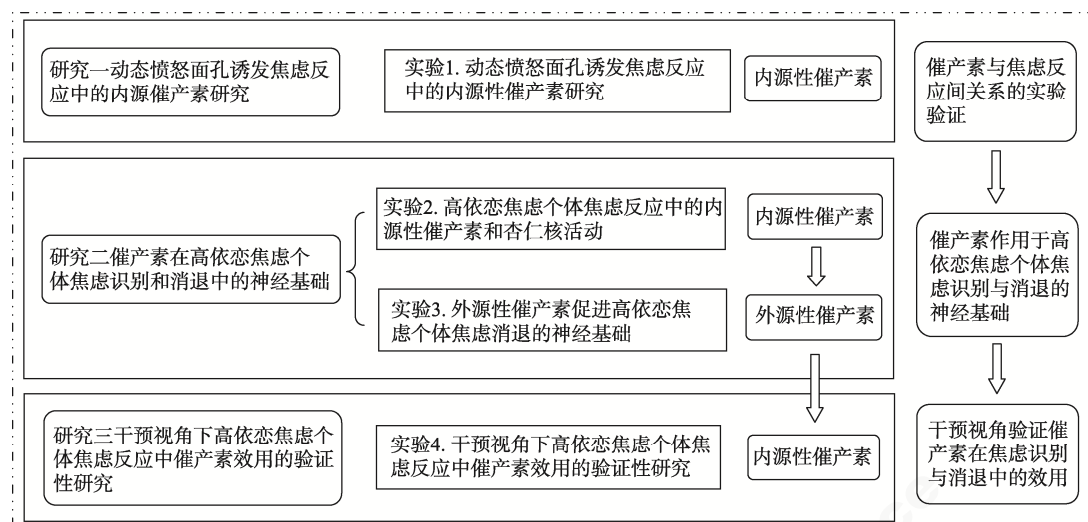 研究一动态愤怒面孔诱发焦虑反
应中的内源催产素研究
实验1. 动态愤怒面孔诱发焦虑反应
中的内源性催产素研究
内源性催产素
催产素与焦虑反
应间关系的实验
验证
研究二催产素在高依恋焦虑个
体焦虑识别和消退中的神经基础
实验2. 高依恋焦虑个体焦虑反应中的内
源性催产素和杏仁核活动
内源性催产素
实验3. 外源性催产素促进高依恋焦
虑个体焦虑消退的神经基础
外源性催产素
催产素作用于高
依恋焦虑个体焦
虑识别与消退的
神经基础
研究三干预视角下高依恋焦虑个
体焦虑反应中催产素效用的验证
性研究
实验4. 干预视角下高依恋焦虑个体焦
虑反应中催产素效用的验证性研究
内源性催产素
干预视角验证催
产素在焦虑识别
与消退中的效用